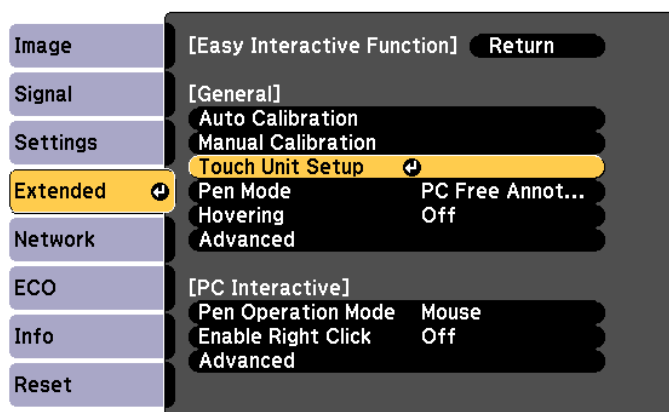 Image
Signal
Settings
Extended
Network
ECO
Info
Reset
[Easy Interactive Function] Return
[General]
Auto Calibration
Manual Calibration
Touch Unit Setup
Pen Mode PC Free Annot...
Hovering Off
Advanced
[PC Interactive]
Pen Operation Mode Mouse
Enable Right Click Off
Advanced